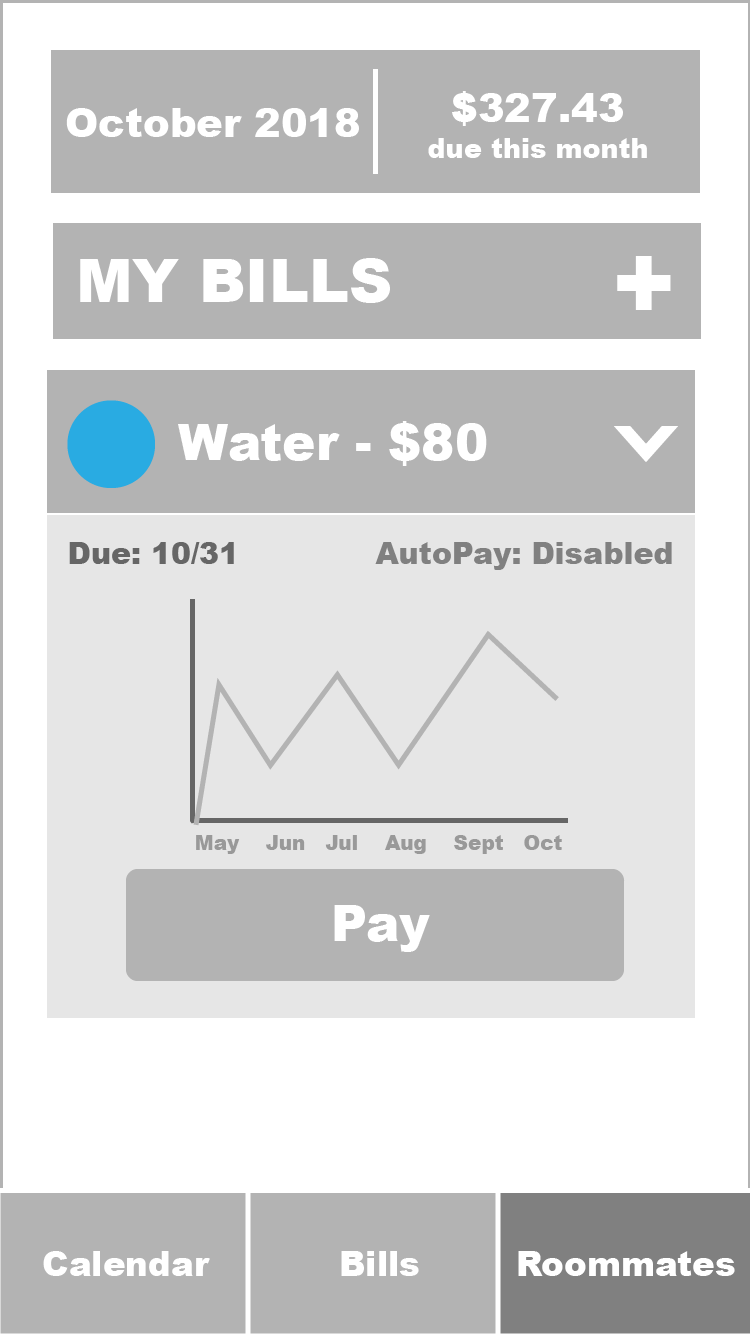 October 2018
$327.43
due this month
MY BILLS
Water - $80
Due: 10/31
AutoPay: Disabled
May Jun Jul Aug Sept Oct
Pay
Calendar
Bills
Roommates